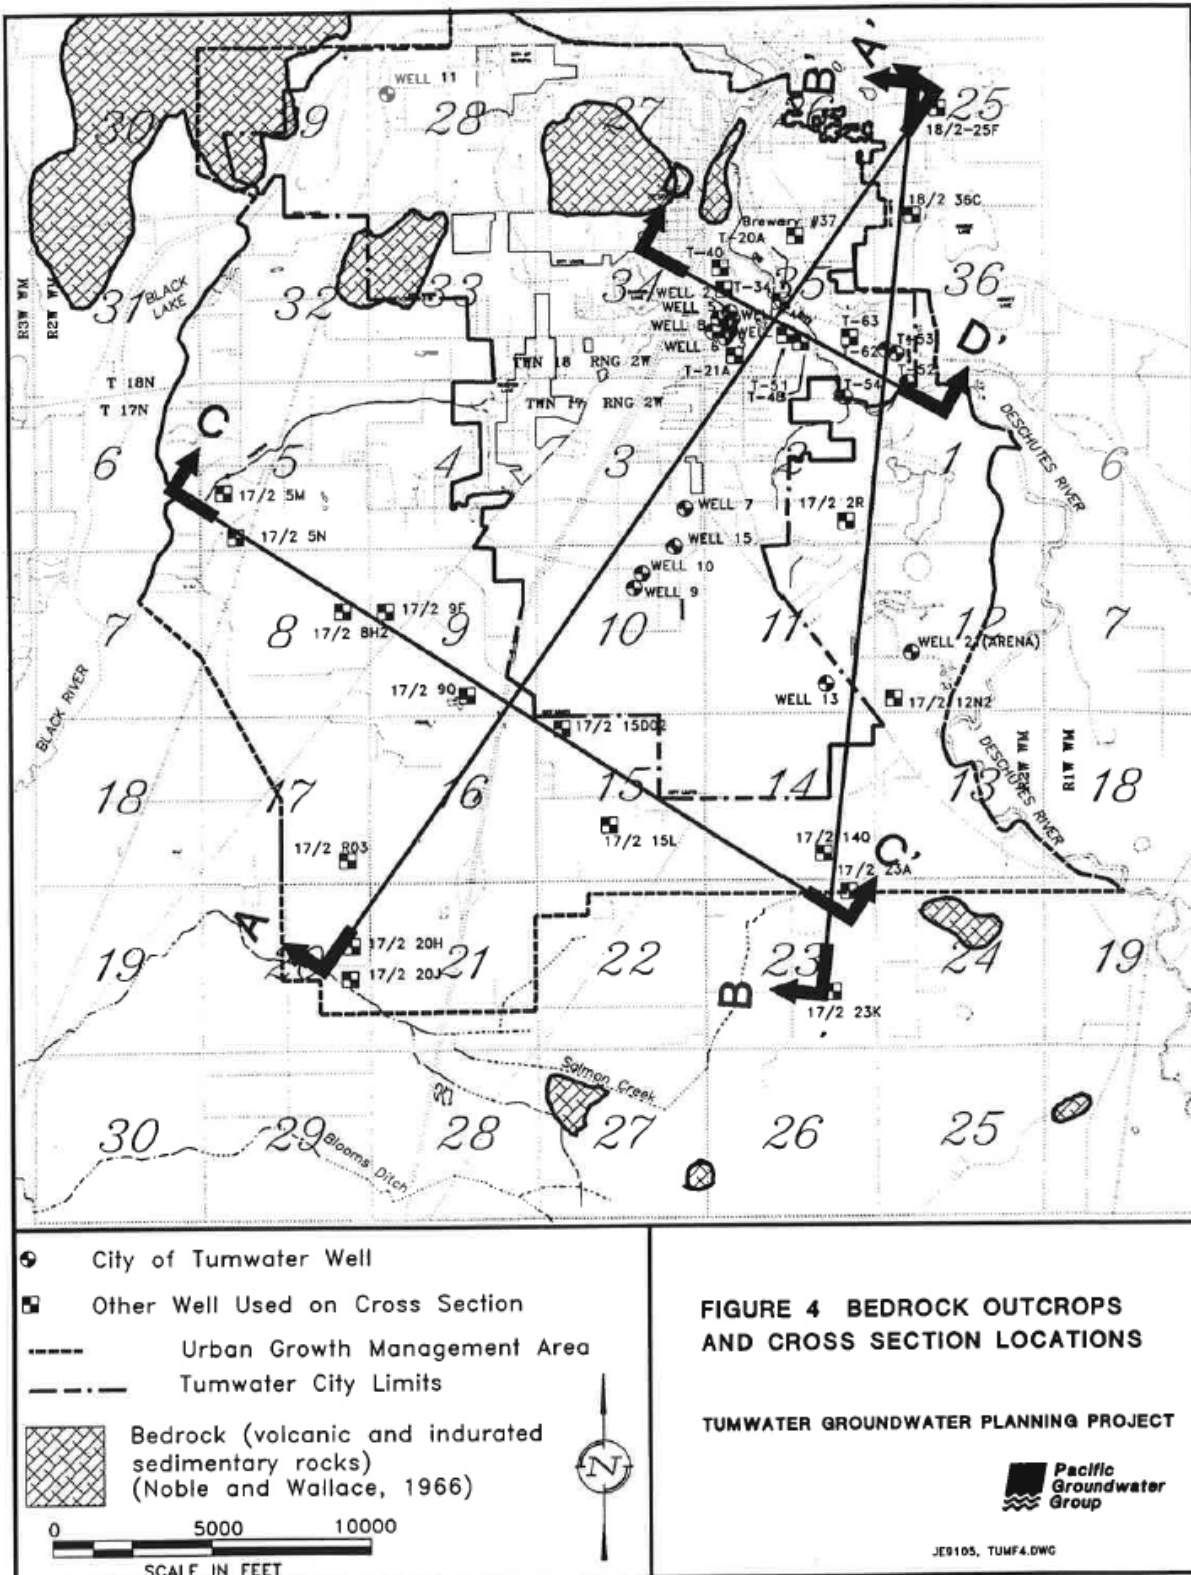 WELL 11
30
9
28
27
25
18/2-25F
A'
B'
18/2 36C
Brewery #37
T-20A
T-40
D
31
BLACK LAKE
32
33
34
36
T-34
WELL 2
WELL 5
WELL 8
WELL 6
T-21A
T-63
T-62
T-53
T-52
T-51
T-48
T-54
D'
R3W WM
R2W WM
T 18N
T 17N
TWN 18 RNG 2W
TWN 17 RNG 2W
C
6
5
4
3
2
1
6
DESCHUTES RIVER
17/2 5M
17/2 5N
WELL 7
17/2 2R
WELL 15
WELL 10
WELL 9
7
8
9
10
11
12
7
17/2 9E
17/2 8H2
WELL 21(ARENA)
BLACK RIVER
17/2 9Q
WELL 13
17/2 12N2
17/2 15D02
DESCHUTES RIVER
R2W WM
R1W WM
18
17
16
15
14
13
18
17/2 R03
17/2 15L
17/2 14Q
C'
17/2 23A
A
17/2 20H
17/2 20J
19
20
21
22
23
24
19
B
17/2 23K
Salmon Creek
30
29
28
27
26
25
Blooms Ditch
City of Tumwater Well
Other Well Used on Cross Section
Urban Growth Management Area
Tumwater City Limits
Bedrock (volcanic and indurated
sedimentary rocks)
(Noble and Wallace, 1966)
0 5000 10000
SCALE IN FEET
N
FIGURE 4 BEDROCK OUTCROPS
AND CROSS SECTION LOCATIONS
TUMWATER GROUNDWATER PLANNING PROJECT
Pacific
Groundwater
Group
JE9105, TUMF4.DWG